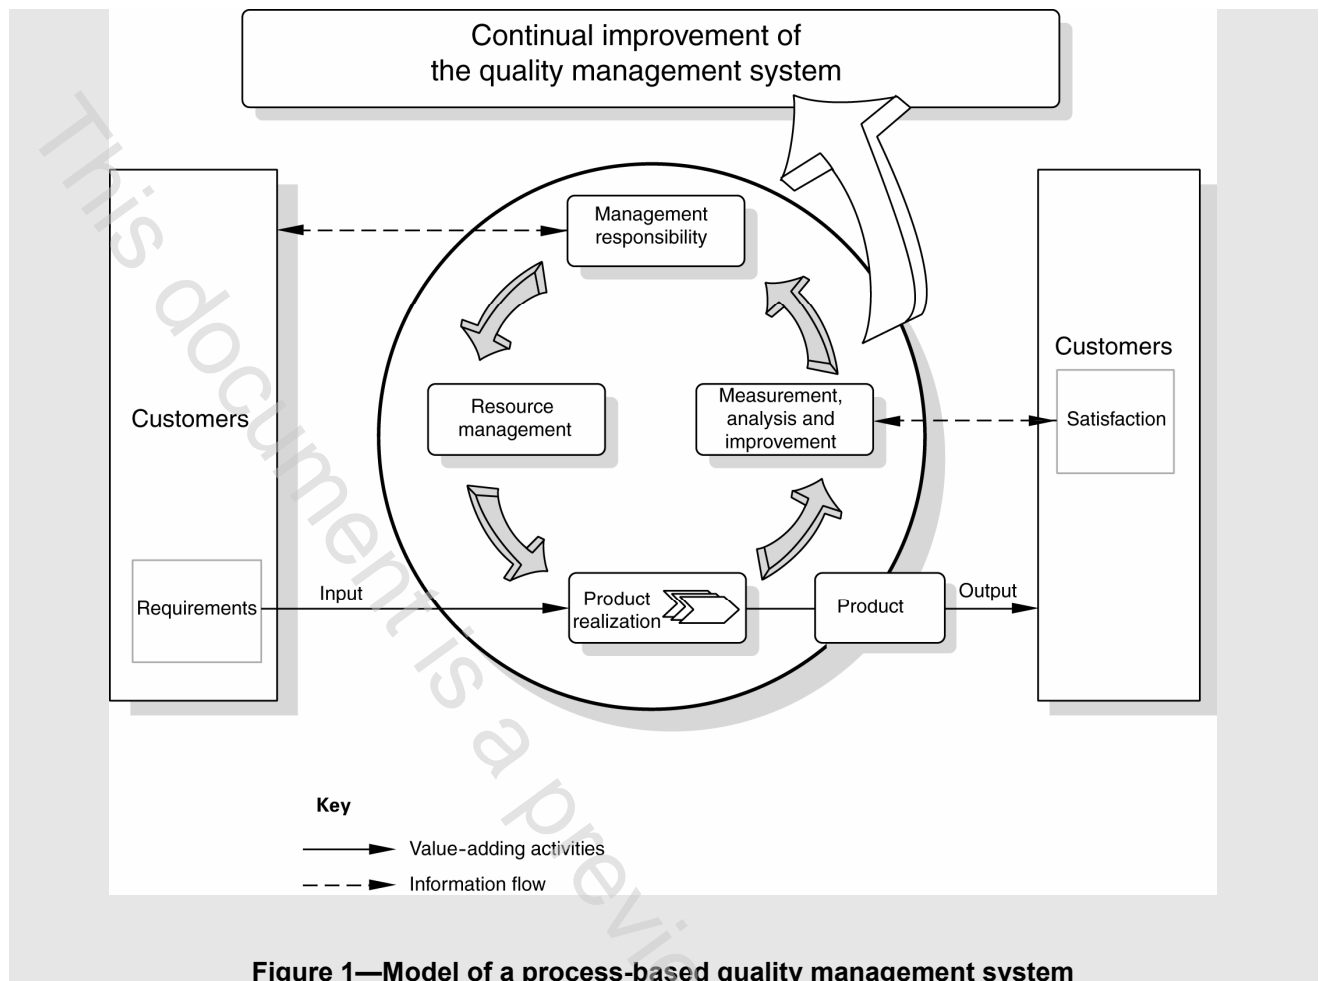 Continual improvement of
the quality management system
Management
responsibility
Customers
Resource
management
Measurement,
analysis and
improvement
Customers
Satisfaction
Requirements
Input
Product
realization
Product
Output
Key
Value-adding activities
Information flow
Figure 1—Model of a process-based quality management system
This document is a preview